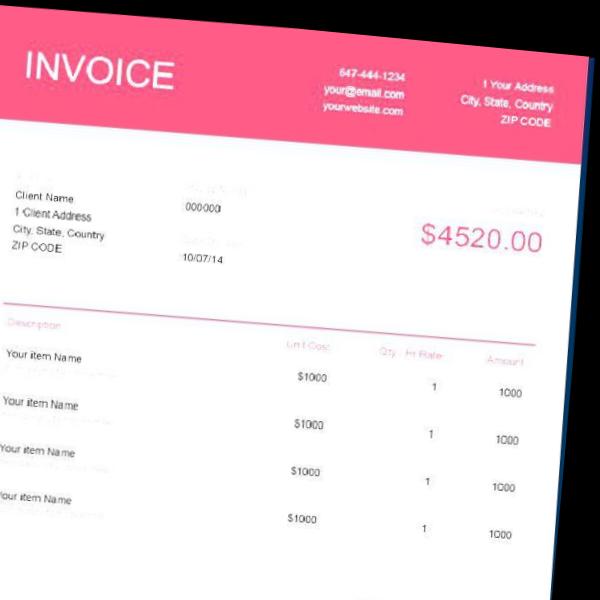 INVOICE
647-444-1234
your@email.com
yourwebsite.com
1 Your Address
City, State, Country
ZIP CODE
Client Name
1 Client Address
City, State, Country
ZIP CODE
000000
10/07/14
$4520.00
Description Unit Cost Qty / Hr Rate Amount
Your item Name $1000 1 1000
Your item Name $1000 1 1000
Your item Name $1000 1 1000
Your item Name $1000 1 1000